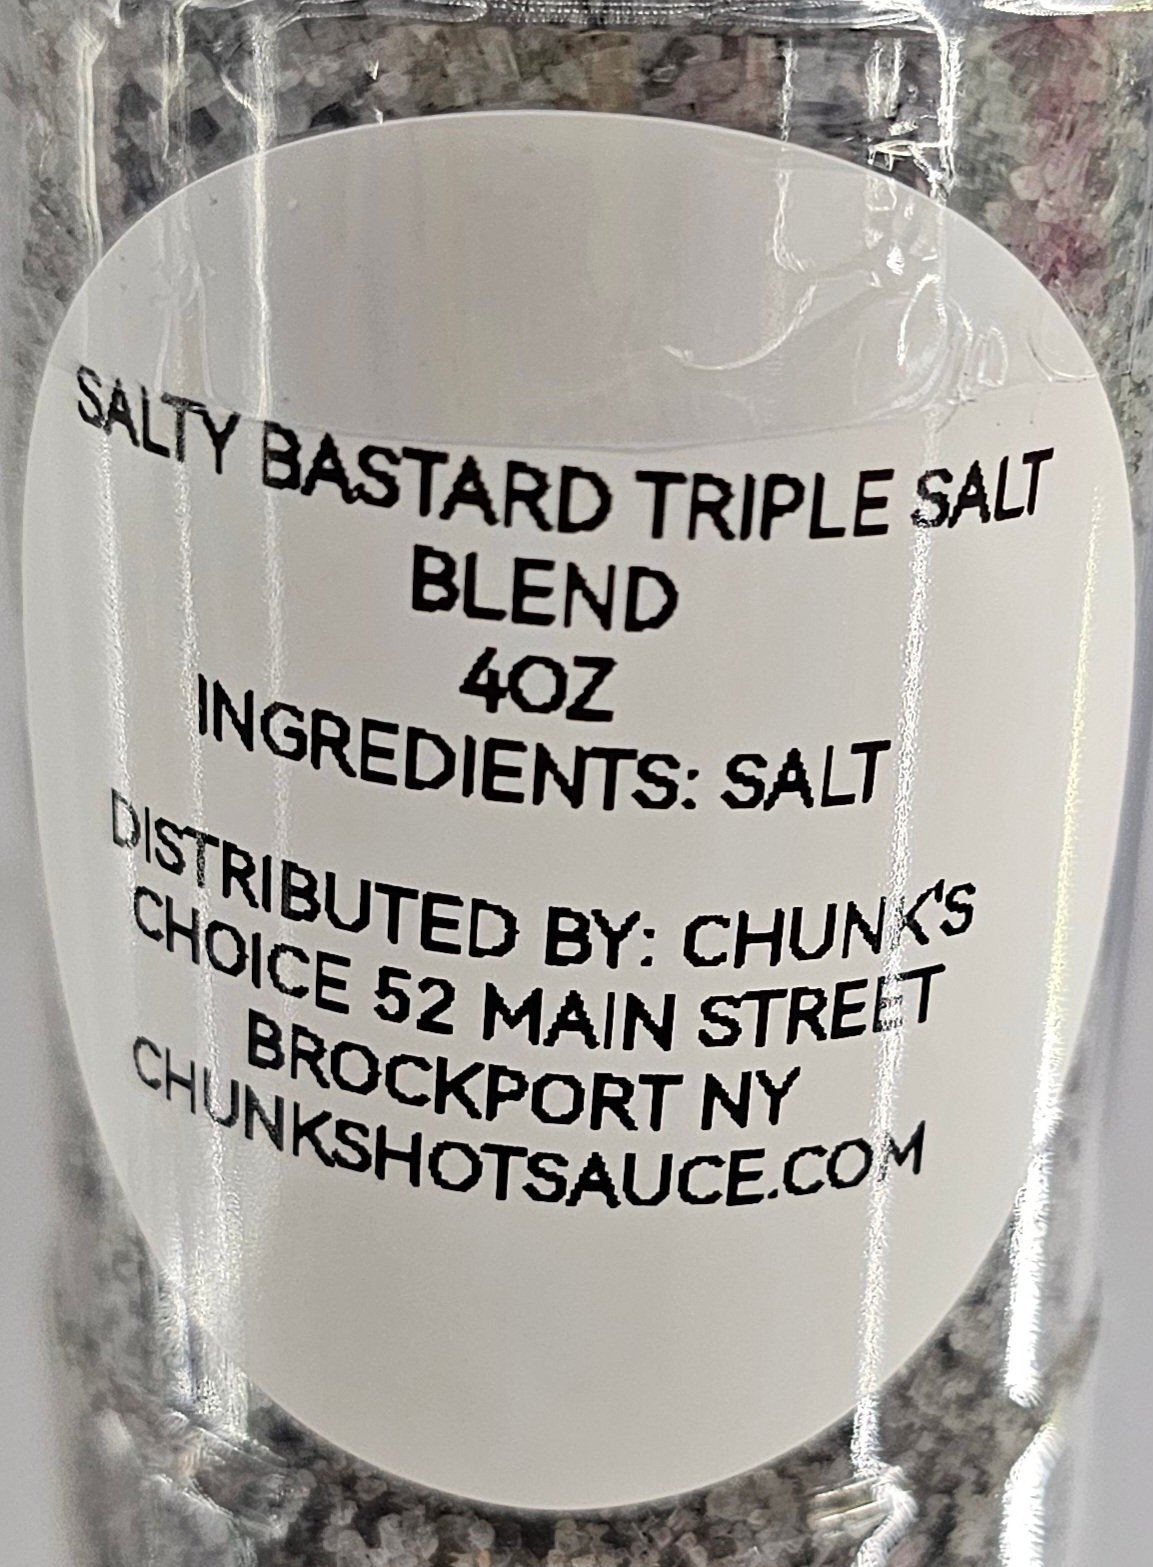 SALTY BASTARD TRIPLE SALT
BLEND
4OZ
INGREDIENTS: SALT
DISTRIBUTED BY: CHUNK'S
CHOICE 52 MAIN STREET
BROCKPORT NY
CHUNKSHOTSAUCE.COM